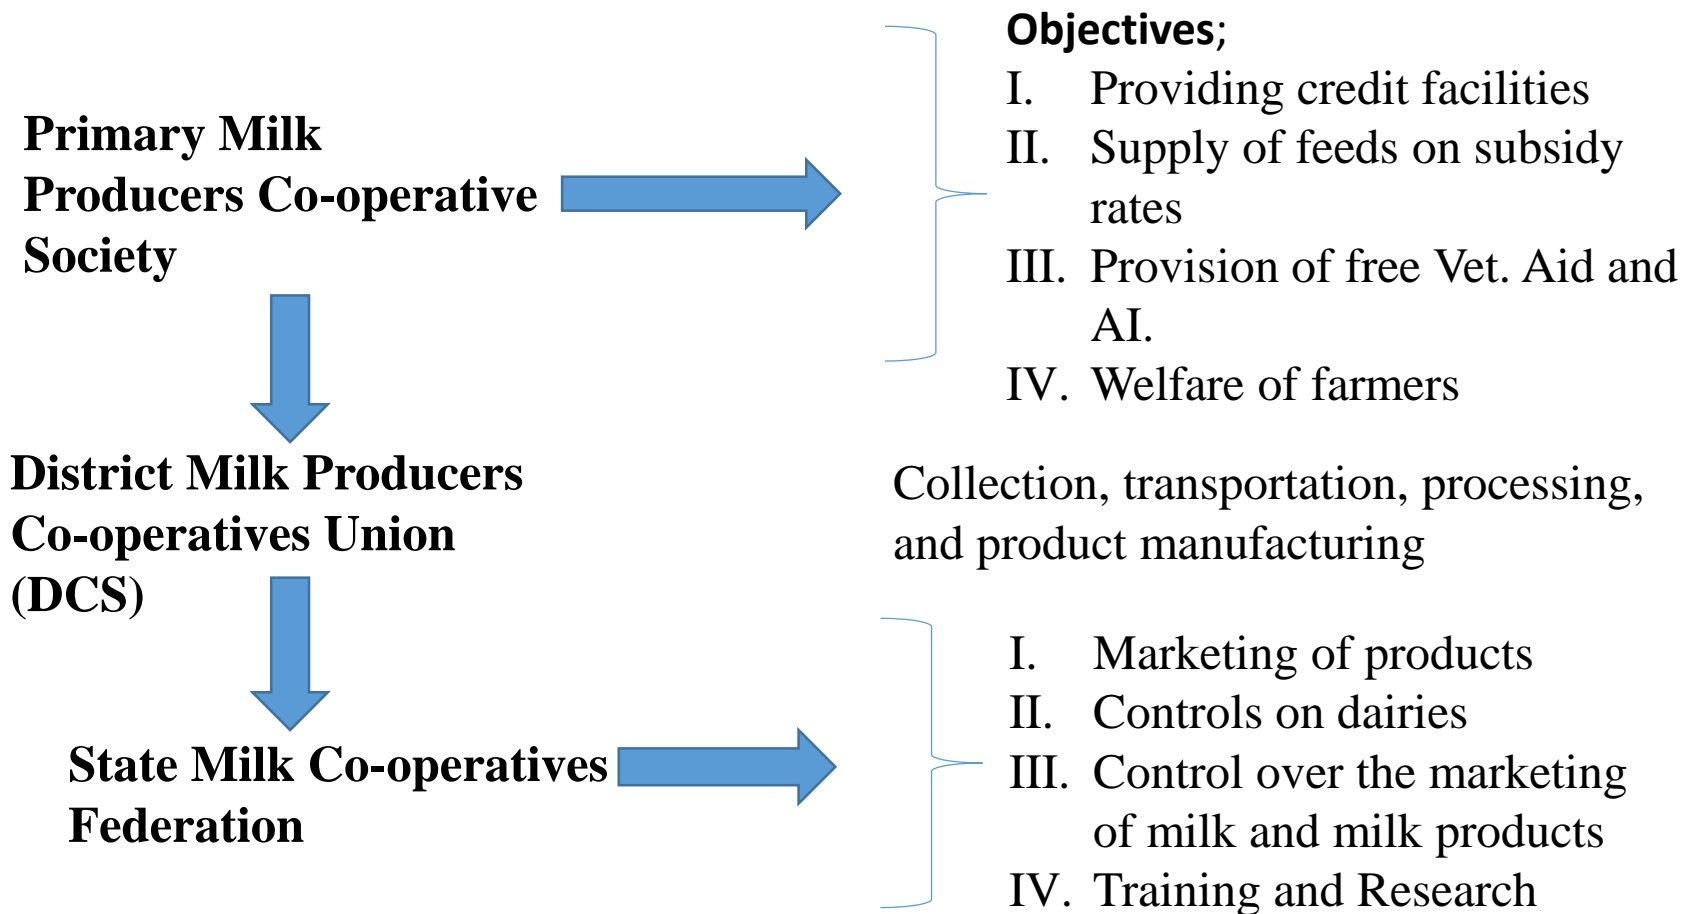 Objectives;
I. Providing credit facilities
II. Supply of feeds on subsidy
rates
III. Provision of free Vet. Aid and
AI.
IV. Welfare of farmers
Primary Milk
Producers Co-operative
Society
District Milk Producers
Co-operatives Union
(DCS)
Collection, transportation, processing,
and product manufacturing
State Milk Co-operatives
Federation
I. Marketing of products
II. Controls on dairies
III. Control over the marketing
of milk and milk products
IV. Training and Research